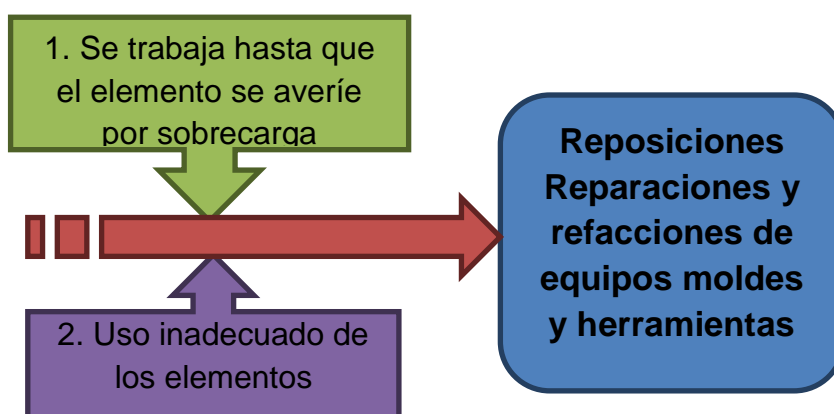 1. Se trabaja hasta que
el elemento se averíe
por sobrecarga
Reposiciones
Reparaciones y
refacciones de
equipos moldes
y herramientas
2. Uso inadecuado de
los elementos